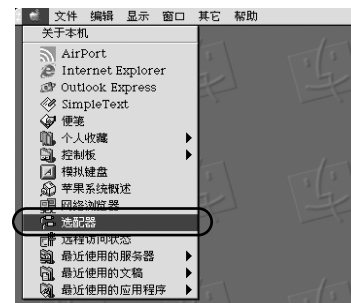 文件 编辑 显示 窗口 其它 帮助
关于本机
AirPort
Internet Explorer
Outlook Express
SimpleText
便笺
个人收藏
控制板
模拟键盘
苹果系统概述
网络浏览器
选配器
远程访问状态
最近使用的服务器
最近使用的文稿
最近使用的应用程序